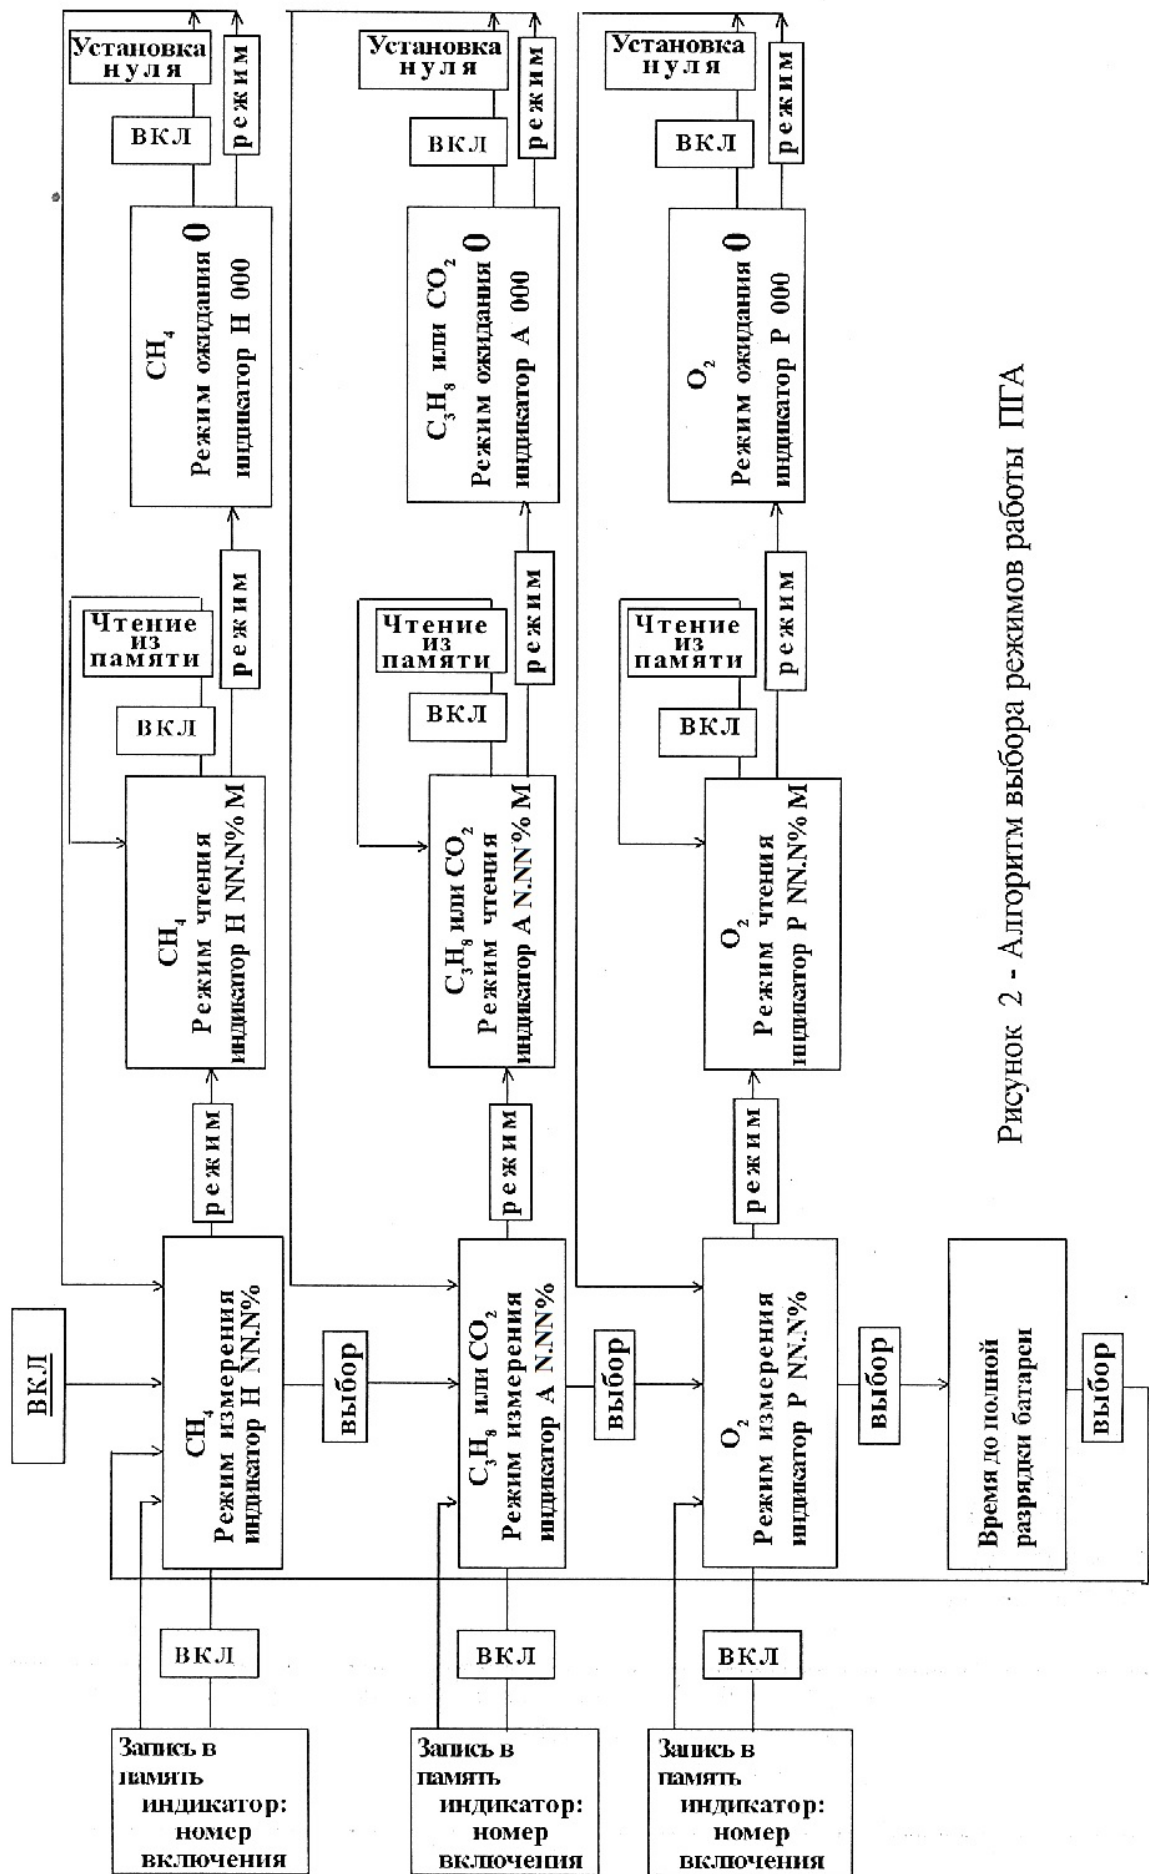 ВКЛ
Запись в
память
индикатор:
номер
включения
ВКЛ
CH₄
Режим измерения
индикатор Н NN.N%
режим
CH₄
Режим чтения
индикатор Н NN.N% М
ВКЛ
Чтение
из
памяти
режим
CH₄
Режим ожидания 0
индикатор Н 000
ВКЛ
Установка
нуля
режим
выбор
Запись в
память
индикатор:
номер
включения
ВКЛ
C₃H₈ или CO₂
Режим измерения
индикатор А N.NN%
режим
C₃H₈ или CO₂
Режим чтения
индикатор А N.NN% М
ВКЛ
Чтение
из
памяти
режим
C₃H₈ или CO₂
Режим ожидания 0
индикатор А 000
ВКЛ
Установка
нуля
режим
выбор
Запись в
память
индикатор:
номер
включения
ВКЛ
O₂
Режим измерения
индикатор Р NN.N%
режим
O₂
Режим чтения
индикатор Р NN.N% М
ВКЛ
Чтение
из
памяти
режим
O₂
Режим ожидания 0
индикатор Р 000
ВКЛ
Установка
нуля
режим
выбор
Время до полной
разрядки батареи
выбор
Рисунок 2 - Алгоритм выбора режимов работы ПГА